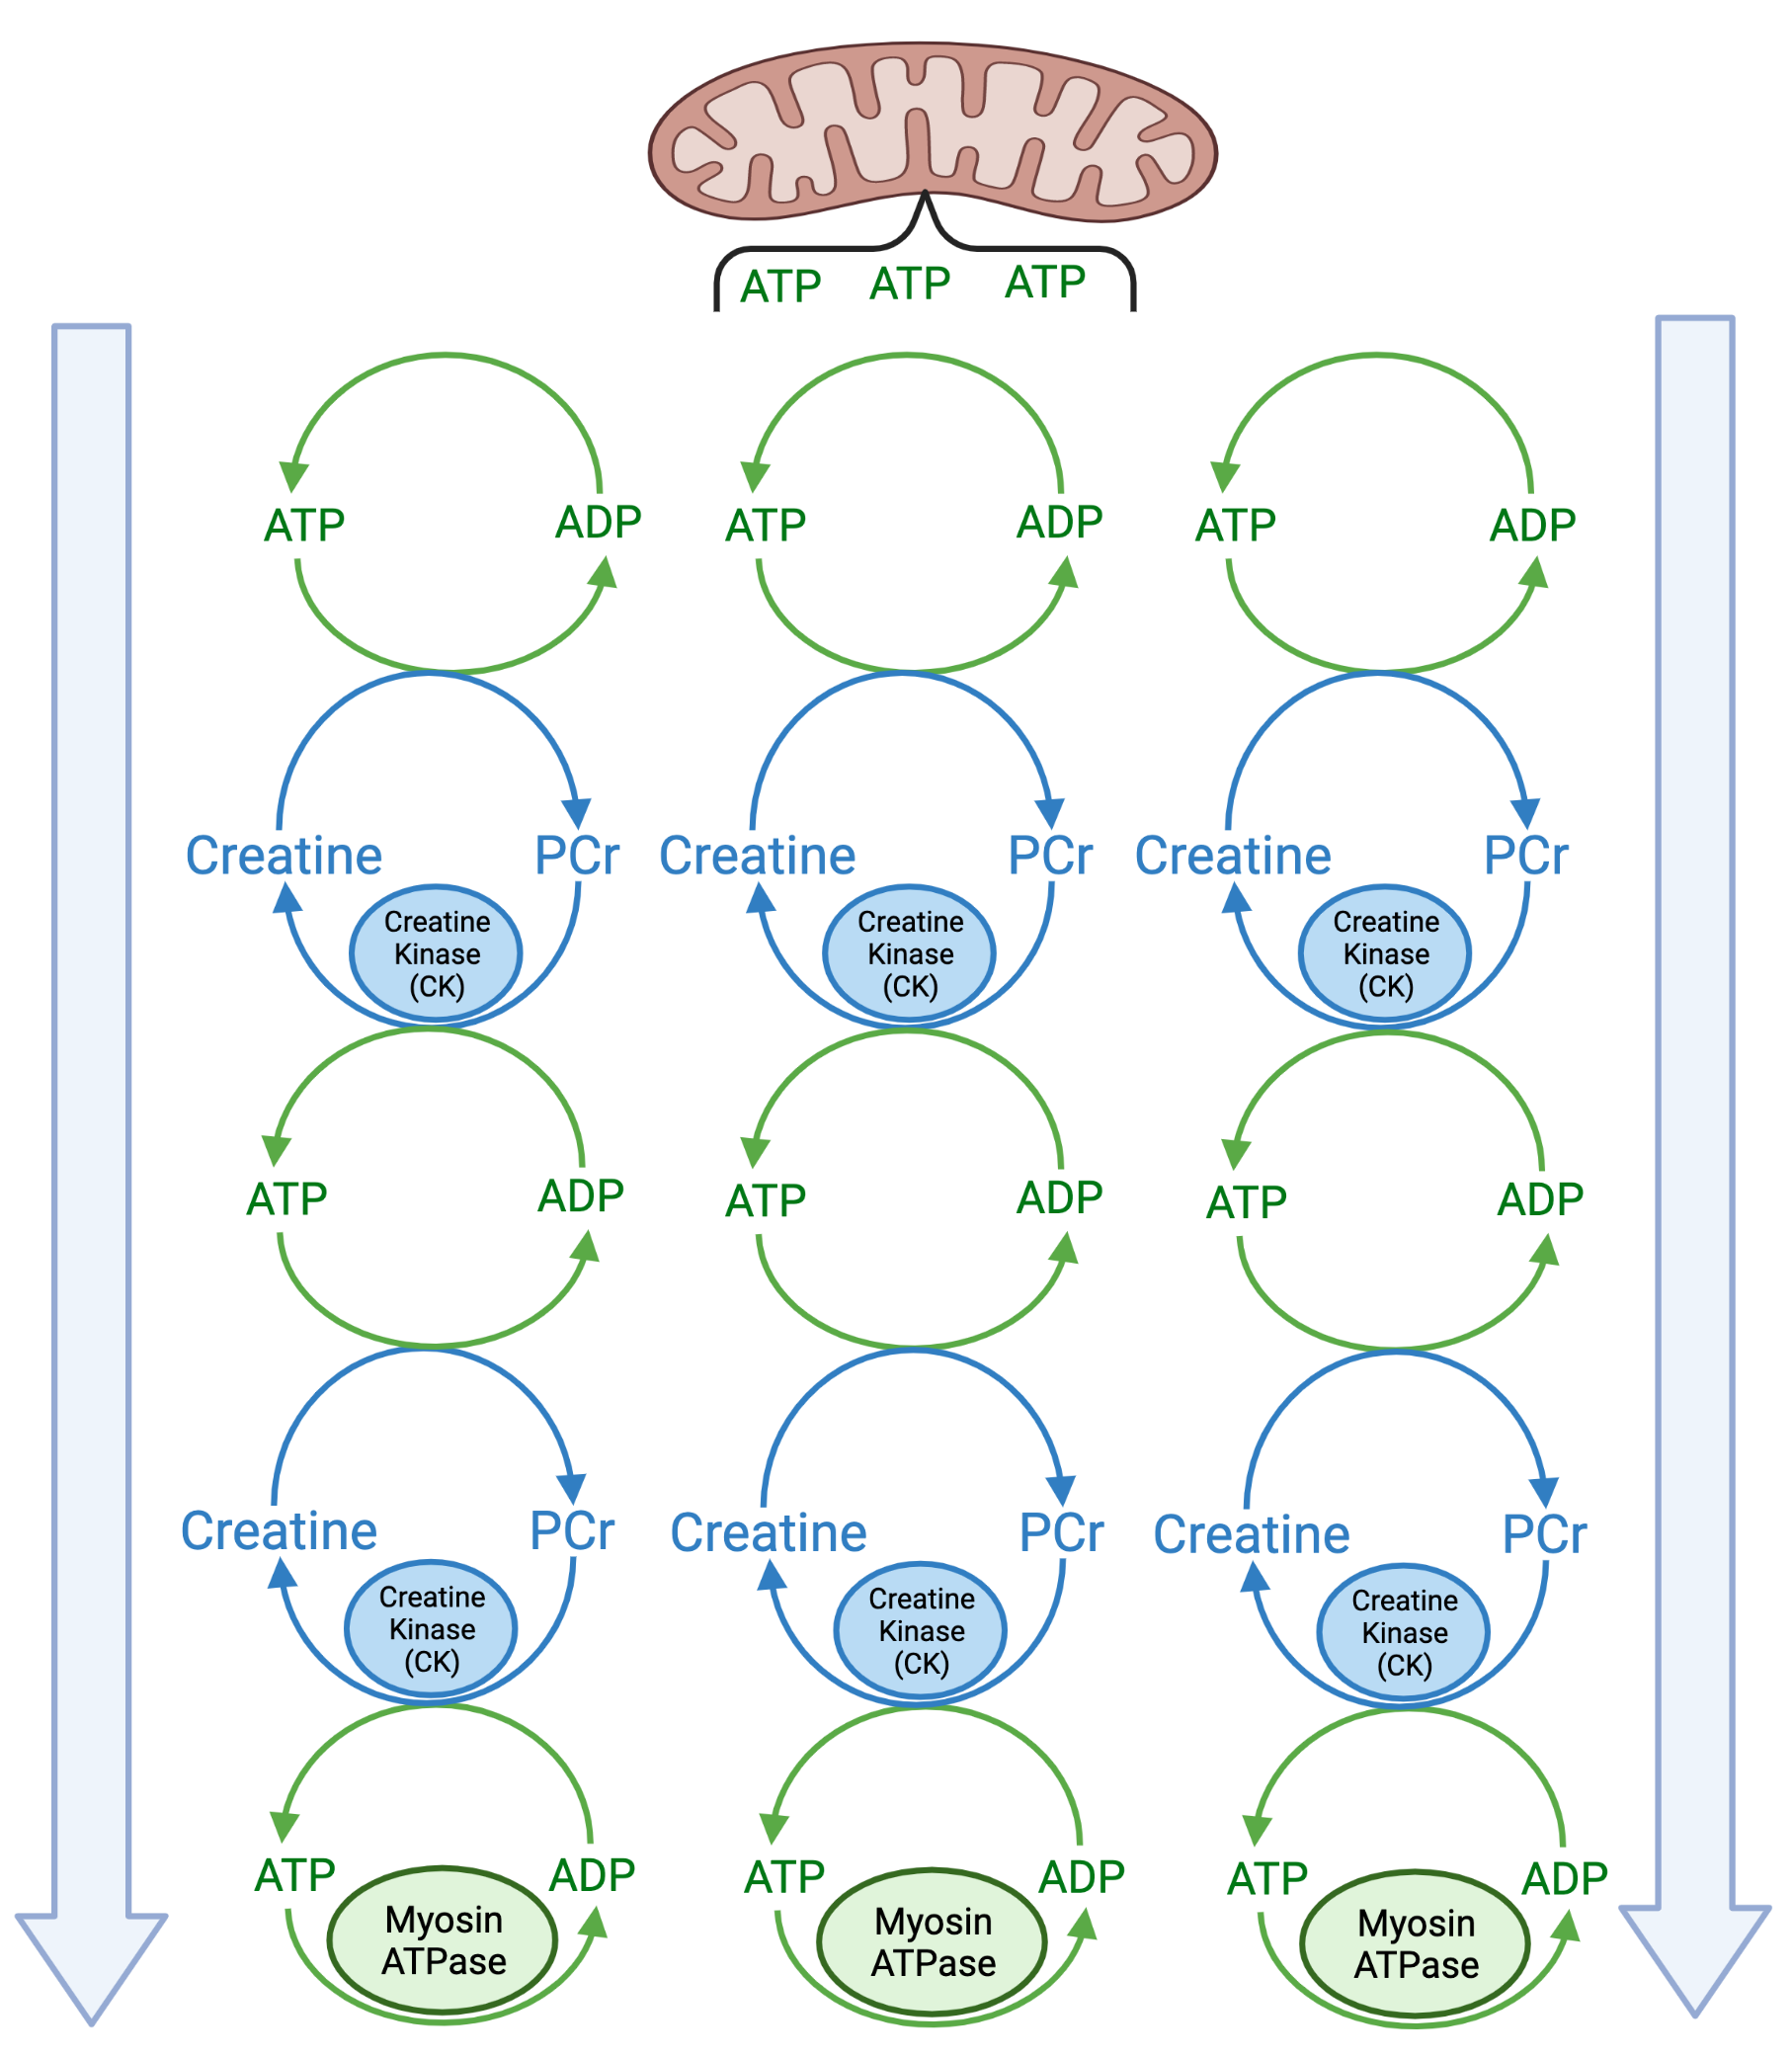 ATP ATP ATP
ATP ADP ATP ADP ATP ADP
Creatine PCr Creatine PCr Creatine PCr
Creatine Creatine Creatine
Kinase Kinase Kinase
(CK) (CK) (CK)
ATP ADP ATP ADP ATP ADP
Creatine PCr Creatine PCr Creatine PCr
Creatine Creatine Creatine
Kinase Kinase Kinase
(CK) (CK) (CK)
ATP ADP ATP ADP ATP ADP
Myosin Myosin Myosin
ATPase ATPase ATPase